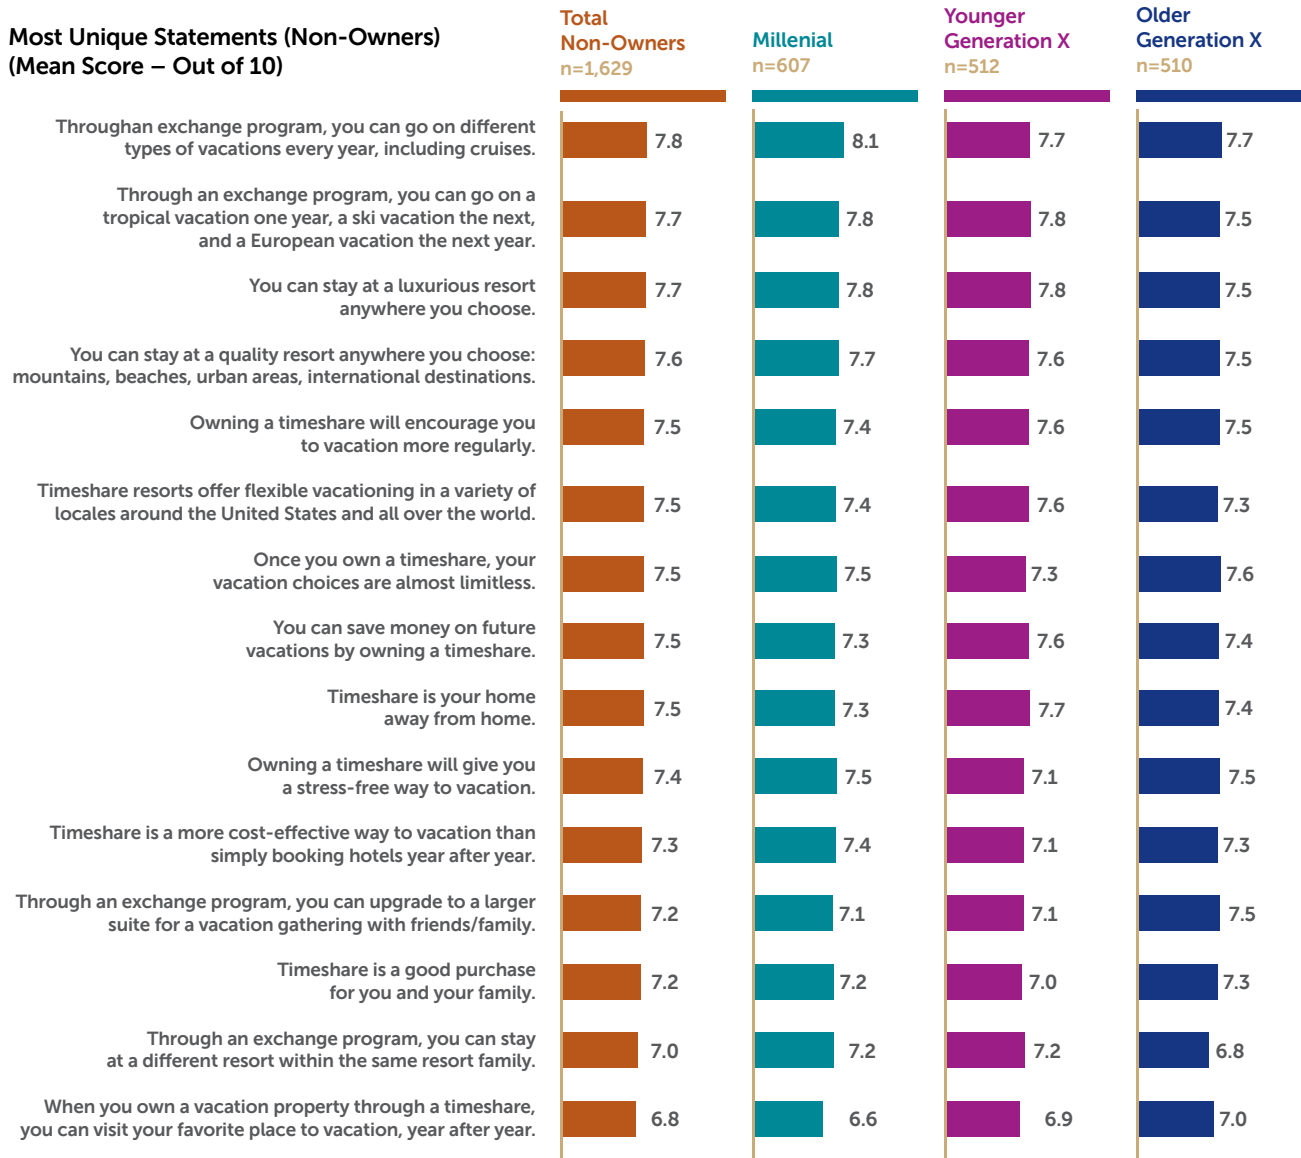 Most Unique Statements (Non-Owners)
(Mean Score – Out of 10)
Total
Non-Owners
n=1,629
Millenial
n=607
Younger
Generation X
n=512
Older
Generation X
n=510
Throughan exchange program, you can go on different
types of vacations every year, including cruises.
7.8 8.1 7.7 7.7
Through an exchange program, you can go on a
tropical vacation one year, a ski vacation the next,
and a European vacation the next year.
7.7 7.8 7.8 7.5
You can stay at a luxurious resort
anywhere you choose.
7.7 7.8 7.8 7.5
You can stay at a quality resort anywhere you choose:
mountains, beaches, urban areas, international destinations.
7.6 7.7 7.6 7.5
Owning a timeshare will encourage you
to vacation more regularly.
7.5 7.4 7.6 7.5
Timeshare resorts offer flexible vacationing in a variety of
locales around the United States and all over the world.
7.5 7.4 7.6 7.3
Once you own a timeshare, your
vacation choices are almost limitless.
7.5 7.5 7.3 7.6
You can save money on future
vacations by owning a timeshare.
7.5 7.3 7.6 7.4
Timeshare is your home
away from home.
7.5 7.3 7.7 7.4
Owning a timeshare will give you
a stress-free way to vacation.
7.4 7.5 7.1 7.5
Timeshare is a more cost-effective way to vacation than
simply booking hotels year after year.
7.3 7.4 7.1 7.3
Through an exchange program, you can upgrade to a larger
suite for a vacation gathering with friends/family.
7.2 7.1 7.1 7.5
Timeshare is a good purchase
for you and your family.
7.2 7.2 7.0 7.3
Through an exchange program, you can stay
at a different resort within the same resort family.
7.0 7.2 7.2 6.8
When you own a vacation property through a timeshare,
you can visit your favorite place to vacation, year after year.
6.8 6.6 6.9 7.0